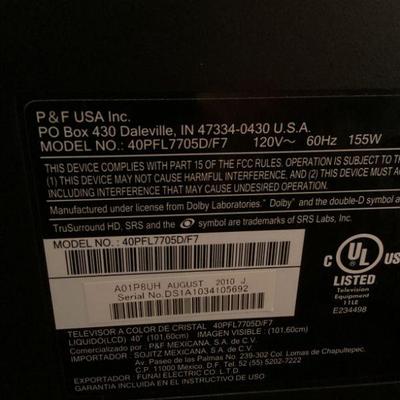 P & F USA Inc.
PO Box 430 Daleville, IN 47334-0430 U.S.A.
MODEL NO. : 40PFL7705D/F7 120V~ 60Hz 155W
THIS DEVICE COMPLIES WITH PART 15 OF THE FCC RULES. OPERATION IS SUBJECT TO
THIS DEVICE MAY NOT CAUSE HARMFUL INTERFERENCE, AND (2) THIS DEVICE MUST AC
INCLUDING INTERFERENCE THAT MAY CAUSE UNDESIRED OPERATION.
Manufactured under license from Dolby Laboratories. Dolby and the double-D symbol a
TruSurround HD, SRS and the symbol are trademarks of SRS Labs, Inc.
MODEL NO. : 40PFL7705D/F7
A01P8UH AUGUST 2010 J
Serial No.:DS1A1034105692
C UL US
LISTED
Television
Equipment
11LE
E234498
TELEVISOR A COLOR DE CRISTAL 40PFL7705D/F7
LIQUIDO(LCD) 40" (101,60cm) IMAGEN VISIBLE : (101,60cm)
Comercializado por : P&F MEXICANA, S.A. de C.V.
IMPORTADOR : SOJITZ MEXICANA, S.A. DE C.V.
Av. Paseo de las Palmas No. 239-302 Col. Lomas de Chapultepec,
C.P. 11000 México, D.F. Tel: 52 (55) 5202-7222
EXPORTADOR : FUNAI ELECTRIC CO. L T D.
GARANTIA INCLUIDA EN EL INSTRUCTIVO DE USO